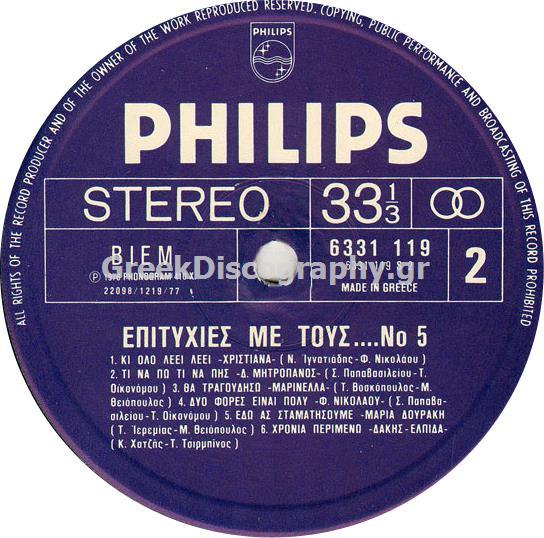 ALL RIGHTS OF THE RECORD PRODUCER AND OF THE OWNER OF THE WORK REPRODUCED RESERVED. COPYING, PUBLIC PERFORMANCE AND BROADCASTING OF THIS RECORD PROHIBITED
PHILIPS
PHILIPS
STEREO 33 1/3
BIEM 6331 119 2
GreekDiscography.gr
Ⓟ 1976 PHONOGRAM
22098/1219/77 MADE IN GREECE
ΕΠΙΤΥΧΙΕΣ ΜΕ ΤΟΥΣ....Νο 5
1. ΚΙ ΟΛΟ ΛΕΕΙ ΛΕΕΙ -ΧΡΙΣΤΙΑΝΑ- ( Ν. Ιγνατιάδης-Φ. Νικολάου )
2. ΤΙ ΝΑ ΠΩ ΤΙ ΝΑ ΠΗΣ -Δ. ΜΗΤΡΟΠΑΝΟΣ- ( Σ. Παπαβασιλείου-Τ.
Οικονόμου) 3. ΘΑ ΤΡΑΓΟΥΔΗΣΩ -ΜΑΡΙΝΕΛΛΑ- ( Τ. Βοσκόπουλος-Μ.
Θειόπουλος ) 4. ΔΥΟ ΦΟΡΕΣ ΕΙΝΑΙ ΠΟΛΥ -Φ. ΝΙΚΟΛΑΟΥ- ( Σ. Παπαβα-
σιλείου-Τ. Οικονόμου ) 5. ΕΔΩ ΑΣ ΣΤΑΜΑΤΗΣΟΥΜΕ -ΜΑΡΙΑ ΔΟΥΡΑΚΗ-
( Τ. Ιερεμίας-Μ. Θειόπουλος ) 6. ΧΡΟΝΙΑ ΠΕΡΙΜΕΝΩ -ΔΑΚΗΣ-ΕΛΠΙΔΑ-
( Κ. Χατζής-Τ. Τσιρμπίνος )